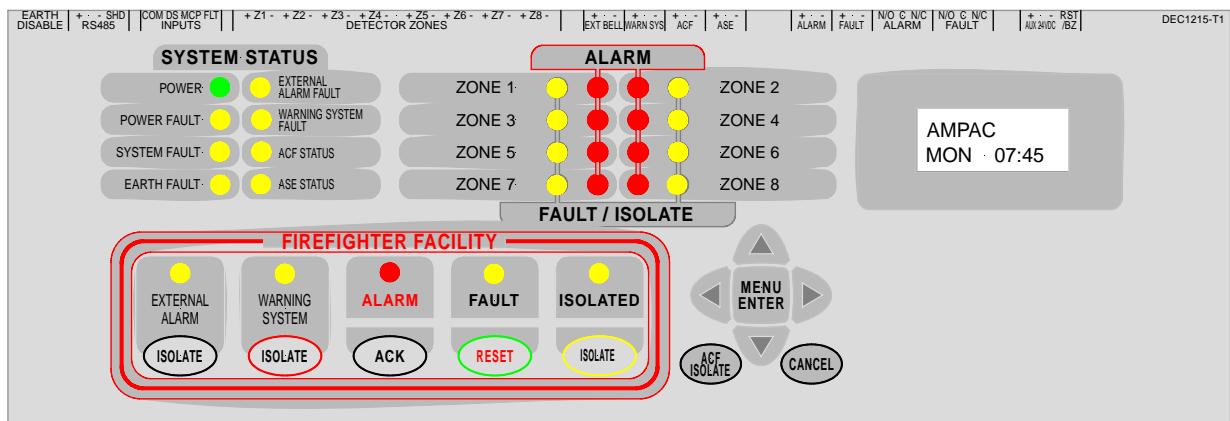 EARTH + - SHD COM DS MCP FLT + Z1 - + Z2 - + Z3 - + Z4 - + Z5 - + Z6 - + Z7 - + Z8 - + - + - + - + - + - + - N/O C N/C N/O C N/C + - RST DEC1215-T1
DISABLE RS485 INPUTS DETECTOR ZONES EXT BELL WARN SYS ACF ASE ALARM FAULT ALARM FAULT AUX 24VDC /BZ
SYSTEM STATUS
POWER
EXTERNAL
ALARM FAULT
POWER FAULT
WARNING SYSTEM
FAULT
SYSTEM FAULT
ACF STATUS
EARTH FAULT
ASE STATUS
ALARM
ZONE 1 ZONE 2
ZONE 3 ZONE 4
ZONE 5 ZONE 6
ZONE 7 ZONE 8
FAULT / ISOLATE
AMPAC
MON 07:45
FIREFIGHTER FACILITY
EXTERNAL
ALARM
ISOLATE
WARNING
SYSTEM
ISOLATE
ALARM
ACK
FAULT
RESET
ISOLATED
ISOLATE
MENU
ENTER
ACF
ISOLATE
CANCEL